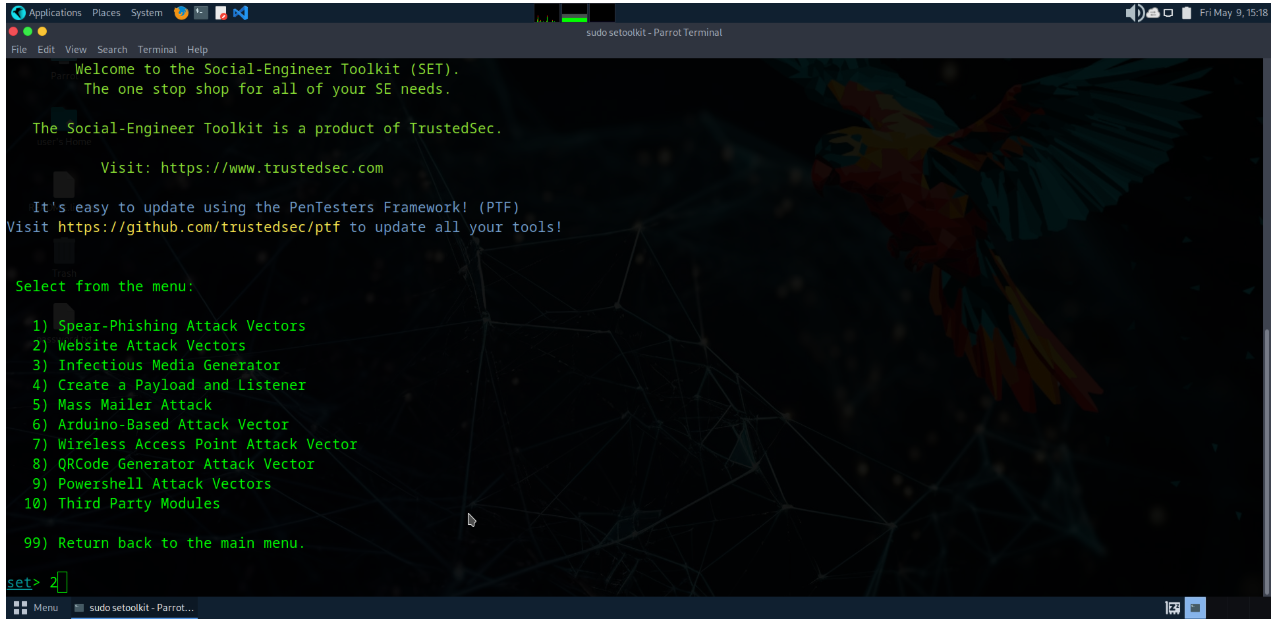 Applications Places System
Fri May 9, 15:18
sudo setoolkit - Parrot Terminal
File Edit View Search Terminal Help
Welcome to the Social-Engineer Toolkit (SET).
The one stop shop for all of your SE needs.
The Social-Engineer Toolkit is a product of TrustedSec.
user's Home
Visit: https://www.trustedsec.com
It's easy to update using the PenTesters Framework! (PTF)
Visit https://github.com/trustedsec/ptf to update all your tools!
Trash
Select from the menu:
1) Spear-Phishing Attack Vectors
2) Website Attack Vectors
3) Infectious Media Generator
4) Create a Payload and Listener
5) Mass Mailer Attack
6) Arduino-Based Attack Vector
7) Wireless Access Point Attack Vector
8) QRCode Generator Attack Vector
9) Powershell Attack Vectors
10) Third Party Modules
99) Return back to the main menu.
set> 2
Menu sudo setoolkit - Parrot...